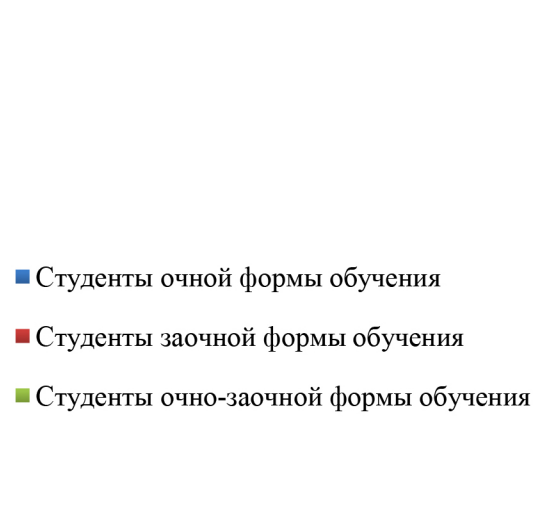 Студенты очной формы обучения
Студенты заочной формы обучения
Студенты очно-заочной формы обучения